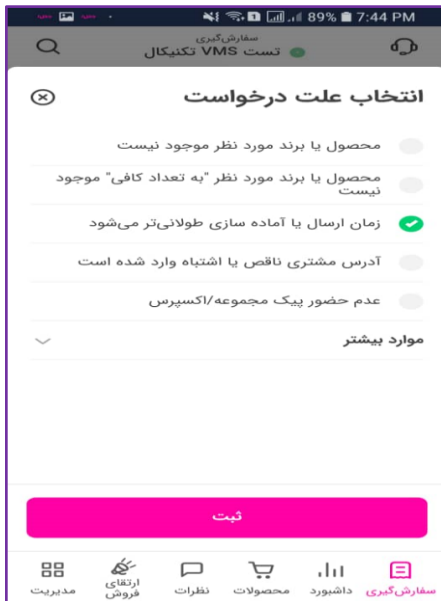 89% 7:44 PM
سفارش‌گیری
تست VMS تکنیکال
انتخاب علت درخواست
محصول یا برند مورد نظر موجود نیست
محصول یا برند مورد نظر "به تعداد کافی" موجود
نیست
زمان ارسال یا آماده سازی طولانی‌تر می‌شود
آدرس مشتری ناقص یا اشتباه وارد شده است
عدم حضور پیک مجموعه/اکسپرس
موارد بیشتر
ثبت
سفارش‌گیری
داشبورد
محصولات
نظرات
ارتقای
فروش
مدیریت